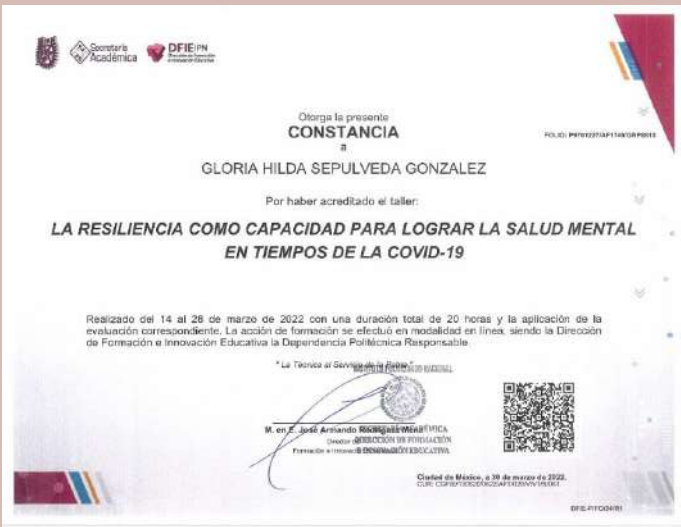 Secretaría
Académica
DFIE IPN
Otorga la presente
CONSTANCIA
a
GLORIA HILDA SEPULVEDA GONZALEZ
Por haber acreditado el taller:
LA RESILIENCIA COMO CAPACIDAD PARA LOGRAR LA SALUD MENTAL
EN TIEMPOS DE LA COVID-19
Realizado del 14 al 28 de marzo de 2022 con una duración total de 20 horas y la aplicación de la
evaluación correspondiente. La acción de formación se efectuó en modalidad en línea, siendo la Dirección
de Formación e Innovación Educativa la Dependencia Politécnica Responsable.
"La Técnica al Servicio de la Patria"
M. en E. José Armando Rodríguez Mena
DIRECCIÓN DE FORMACIÓN
E INNOVACIÓN EDUCATIVA
Ciudad de México, a 30 de marzo de 2022.